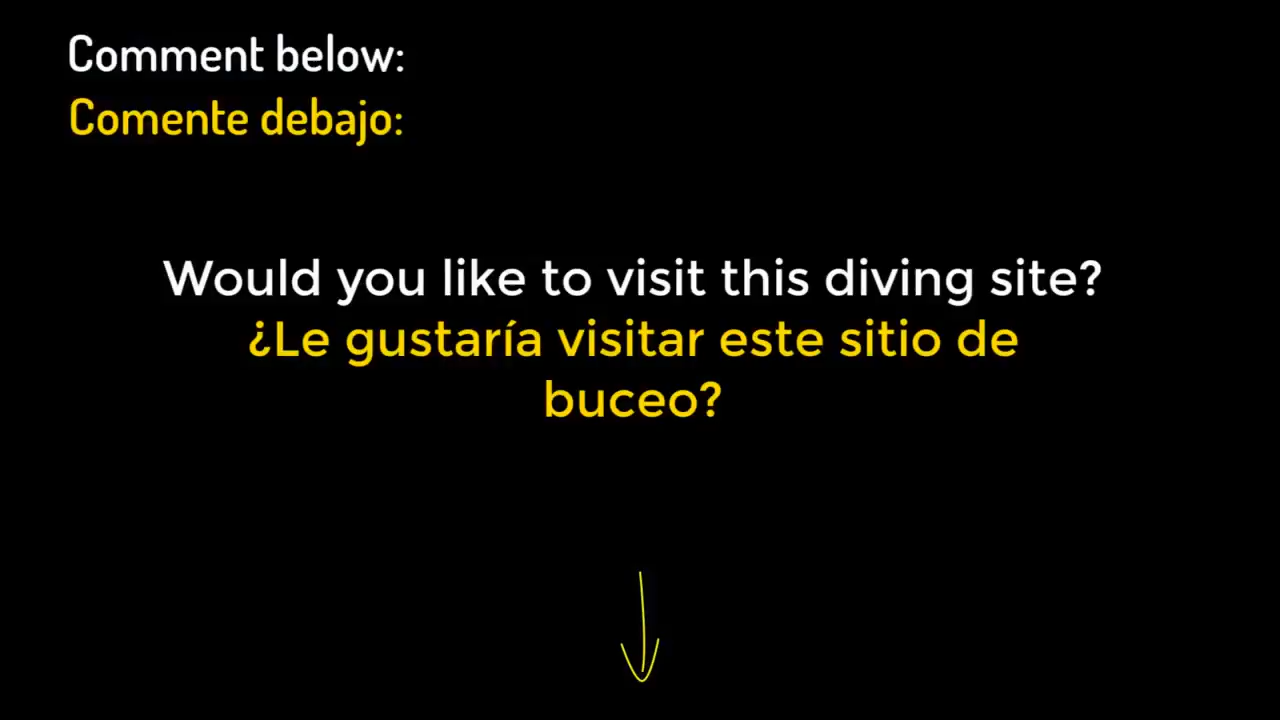 Comment below:
Comente debajo:
Would you like to visit this diving site?
¿Le gustaría visitar este sitio de
buceo?